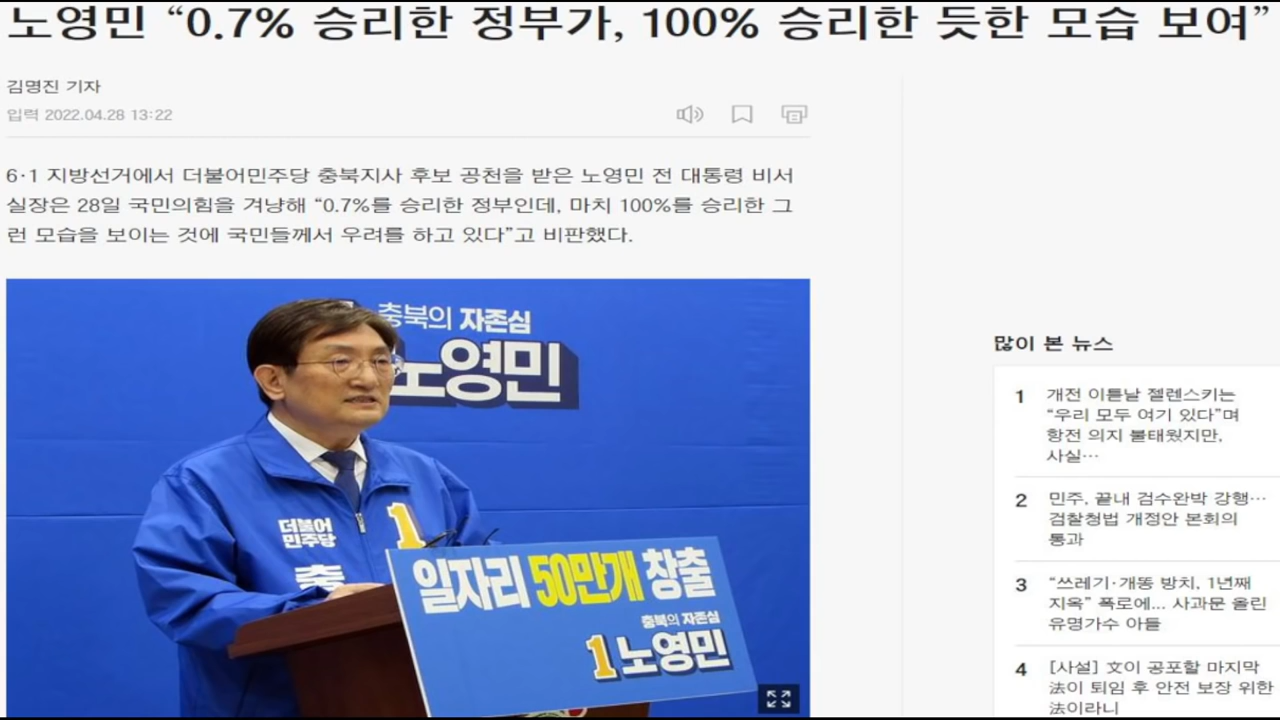 노영민 “0.7% 승리한 정부가, 100% 승리한 듯한 모습 보여”
김명진 기자
입력 2022.04.28 13:22
6·1 지방선거에서 더불어민주당 충북지사 후보 공천을 받은 노영민 전 대통령 비서
실장은 28일 국민의힘을 겨냥해 “0.7%를 승리한 정부인데, 마치 100%를 승리한 그
런 모습을 보이는 것에 국민들께서 우려를 하고 있다”고 비판했다.
충북의 자존심
노영민
더불어
민주당
1
충
일자리 50만개 창출
충북의 자존심
1 노영민
많이 본 뉴스
1 개전 이튿날 젤렌스키는
“우리 모두 여기 있다”며
항전 의지 불태웠지만,
사실…
2 민주, 끝내 검수완박 강행…
검찰청법 개정안 본회의
통과
3 “쓰레기·개똥 방치, 1년째
지옥” 폭로에... 사과문 올린
유명가수 아들
4 [사설] 文이 공포할 마지막
法이 퇴임 후 안전 보장 위한
法이라니